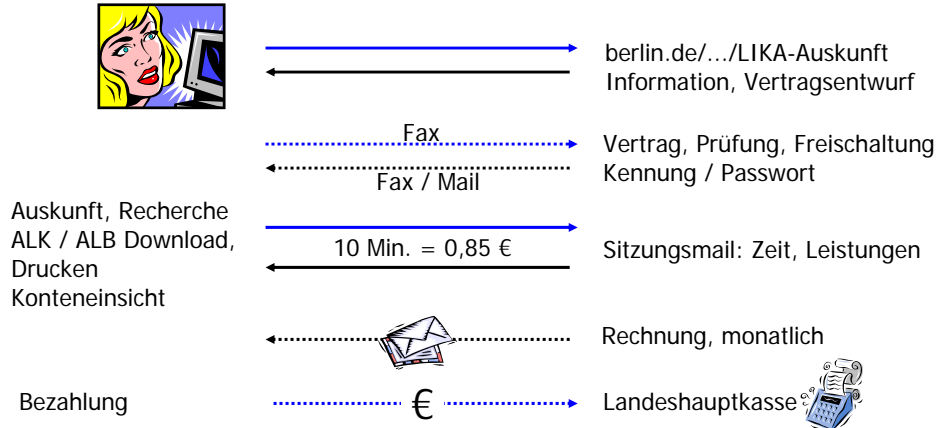 berlin.de/.../LIKA-Auskunft
Information, Vertragsentwurf
Fax
Vertrag, Prüfung, Freischaltung
Kennung / Passwort
Fax / Mail
Auskunft, Recherche
ALK / ALB Download,
Drucken
Konteneinsicht
10 Min. = 0,85 €
Sitzungsmail: Zeit, Leistungen
Rechnung, monatlich
Bezahlung
€
Landeshauptkasse